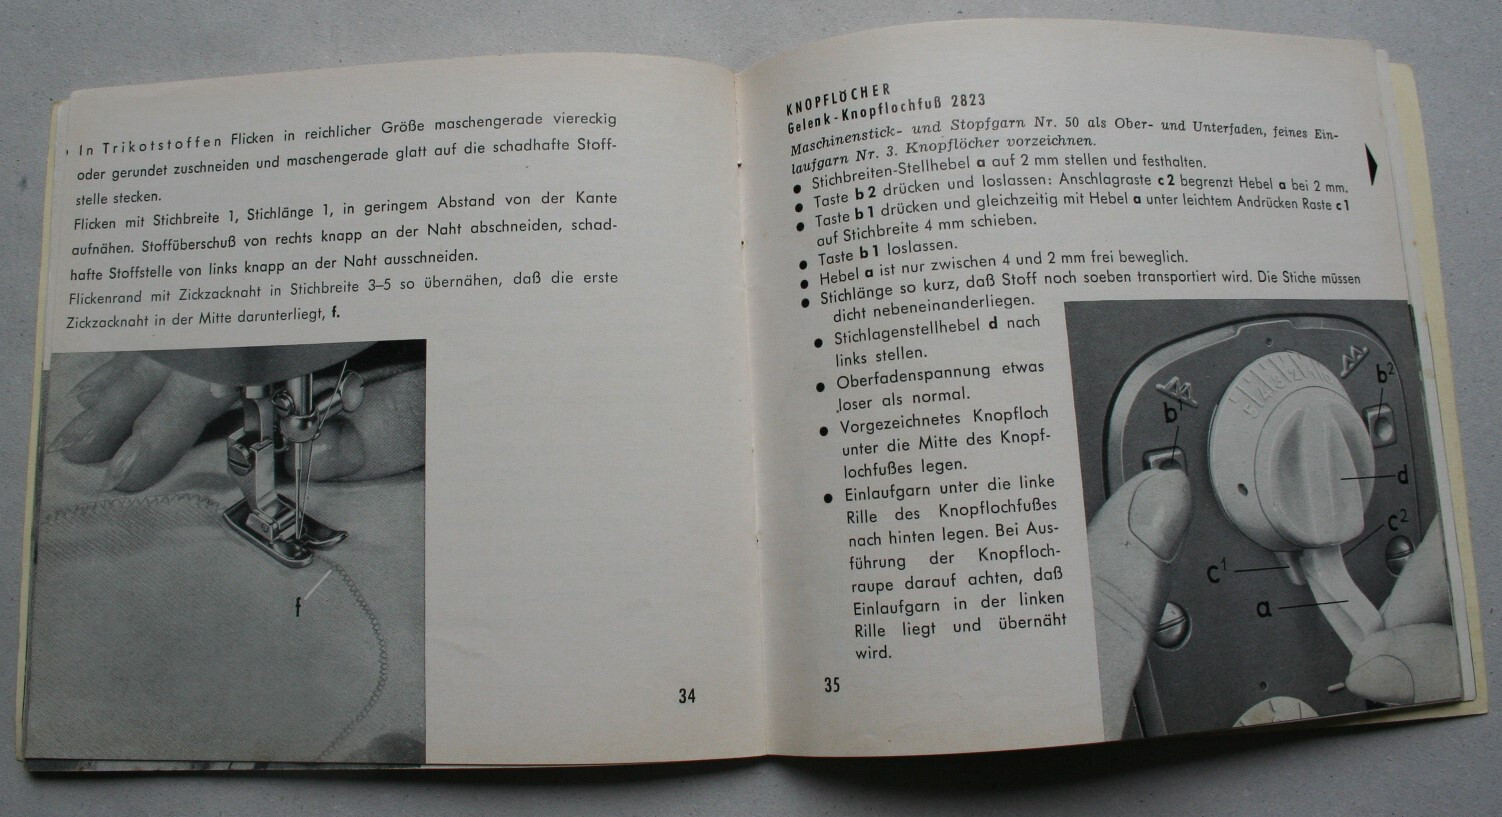 In Trikotstoffen Flicken in reichlicher Größe maschengerade viereckig
oder gerundet zuschneiden und maschengerade glatt auf die schadhafte Stoff-
stelle stecken.
Flicken mit Stichbreite 1, Stichlänge 1, in geringem Abstand von der Kante
aufnähen. Stoffüberschuß von rechts knapp an der Naht abschneiden, schad-
hafte Stoffstelle von links knapp an der Naht ausschneiden.
Flickenrand mit Zickzacknaht in Stichbreite 3–5 so übernähen, daß die erste
Zickzacknaht in der Mitte darunterliegt, f.
f
34
KNOPFLÖCHER
Gelenk-Knopflochfuß 2823
Maschinenstick- und Stopfgarn Nr. 50 als Ober- und Unterfaden, feines Ein-
laufgarn Nr. 3. Knopflöcher vorzeichnen.
● Stichbreiten-Stellhebel a auf 2 mm stellen und festhalten.
● Taste b 2 drücken und loslassen: Anschlagraste c 2 begrenzt Hebel a bei 2 mm.
● Taste b 1 drücken und gleichzeitig mit Hebel a unter leichtem Andrücken Raste c 1
auf Stichbreite 4 mm schieben.
● Taste b 1 loslassen.
● Hebel a ist nur zwischen 4 und 2 mm frei beweglich.
● Stichlänge so kurz, daß Stoff noch soeben transportiert wird. Die Stiche müssen
dicht nebeneinanderliegen.
● Stichlagenstellhebel d nach
links stellen.
● Oberfadenspannung etwas
loser als normal.
● Vorgezeichnetes Knopfloch
unter die Mitte des Knopf-
lochfußes legen.
● Einlaufgarn unter die linke
Rille des Knopflochfußes
nach hinten legen. Bei Aus-
führung der Knopfloch-
raupe darauf achten, daß
Einlaufgarn in der linken
Rille liegt und übernäht
wird.
b1
b2
d
c2
c1
a
35